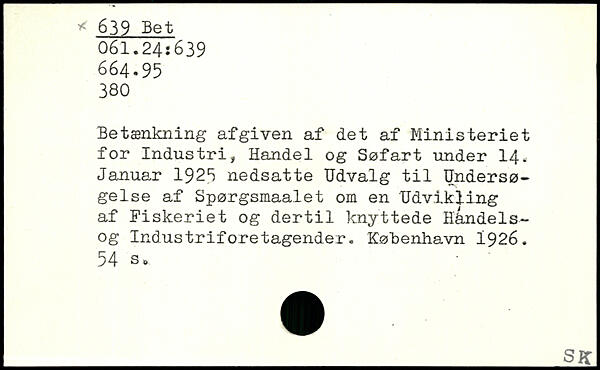 × 639 Bet
061.24:639
664.95
380
Betænkning afgiven af det af Ministeriet
for Industri, Handel og Søfart under 14.
Januar 1925 nedsatte Udvalg til Undersø-
gelse af Spørgsmaalet om en Udvikling
af Fiskeriet og dertil knyttede Handels-
og Industriforetagender. København 1926.
54 s.
SK